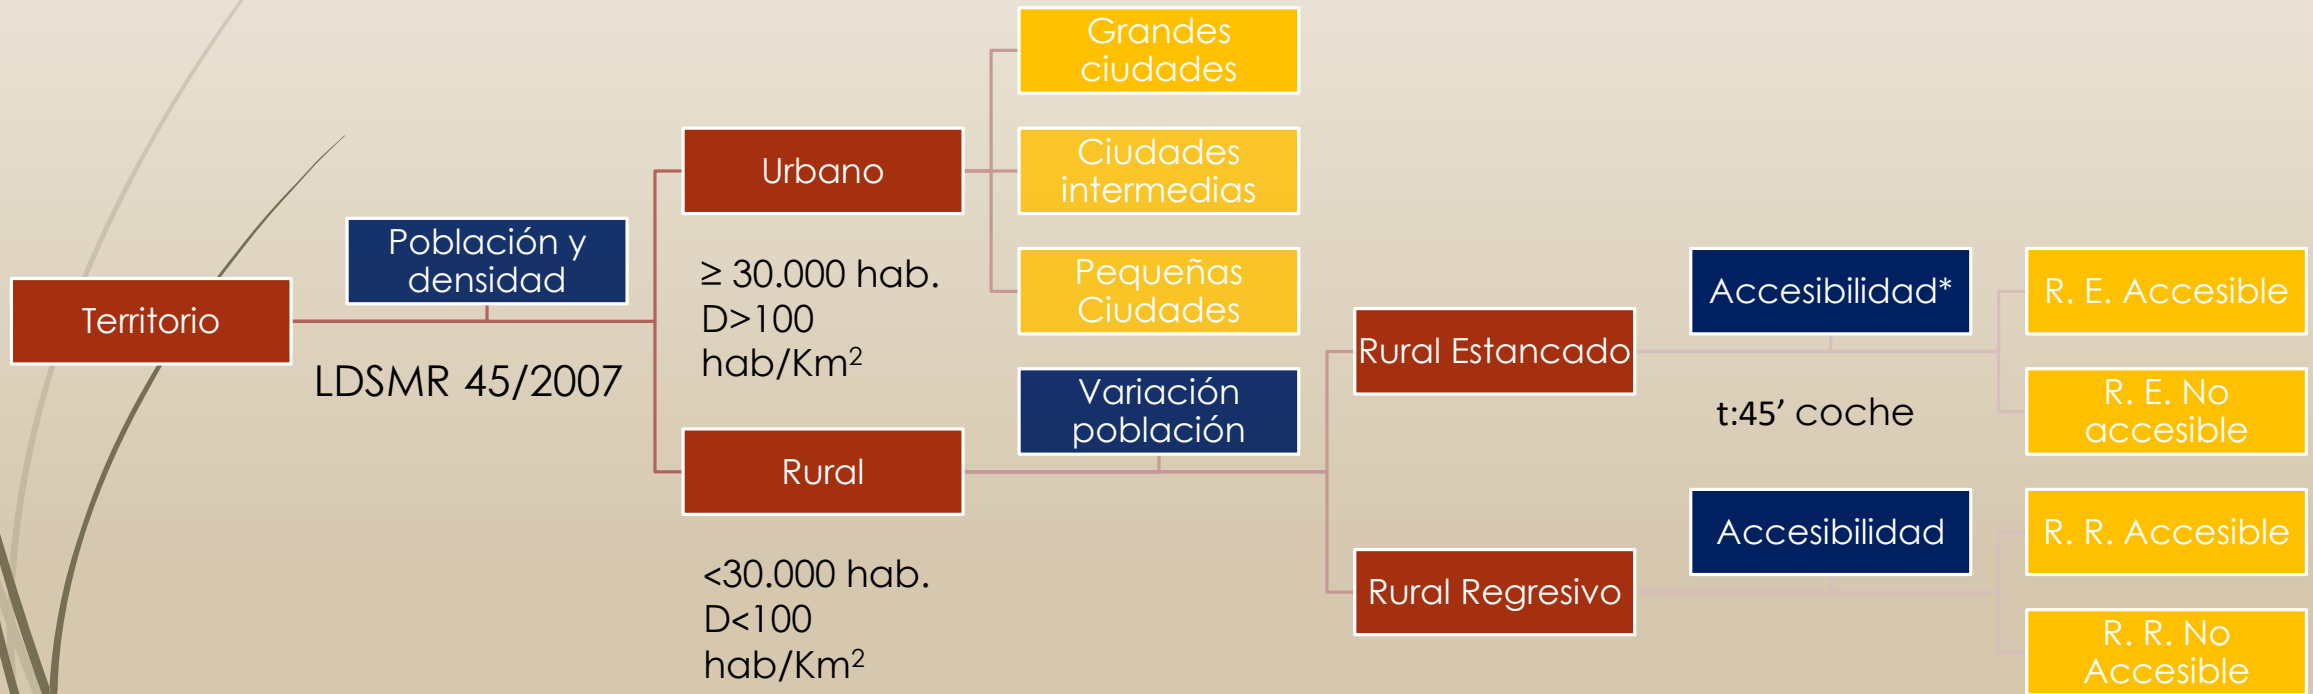 Territorio
Población y
densidad
LDSMR 45/2007
Urbano
≥ 30.000 hab.
D>100
hab/Km²
Rural
<30.000 hab.
D<100
hab/Km²
Grandes
ciudades
Ciudades
intermedias
Pequeñas
Ciudades
Variación
población
Rural Estancado
Rural Regresivo
Accesibilidad*
t:45’ coche
Accesibilidad
R. E. Accesible
R. E. No
accesible
R. R. Accesible
R. R. No
Accesible